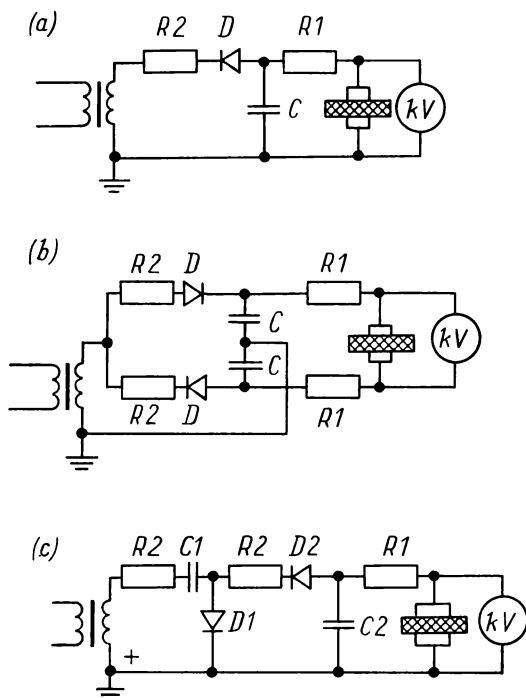 (a)
R2 D R1
C
kV
(b)
R2 D R1
C
C
kV
R2 D R1
(c)
R2 C1 R2 D2 R1
D1 C2 kV
+